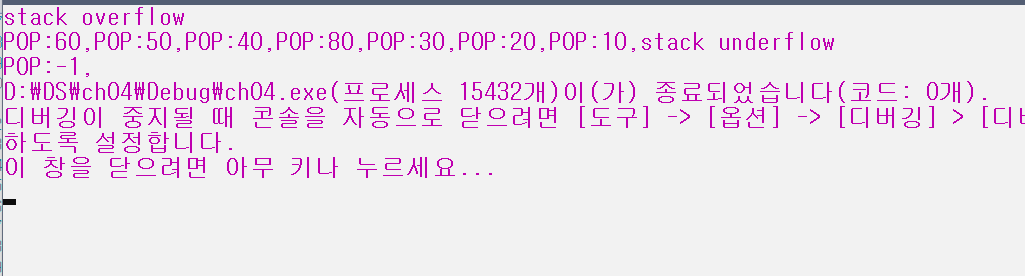 stack overflow
POP:60,POP:50,POP:40,POP:80,POP:30,POP:20,POP:10,stack underflow
POP:-1,
D:\DS\ch04\Debug\ch04.exe(프로세스 15432개)이(가) 종료되었습니다(코드: 0개).
디버깅이 중지될 때 콘솔을 자동으로 닫으려면 [도구] -> [옵션] -> [디버깅] > [디버
하도록 설정합니다.
이 창을 닫으려면 아무 키나 누르세요...